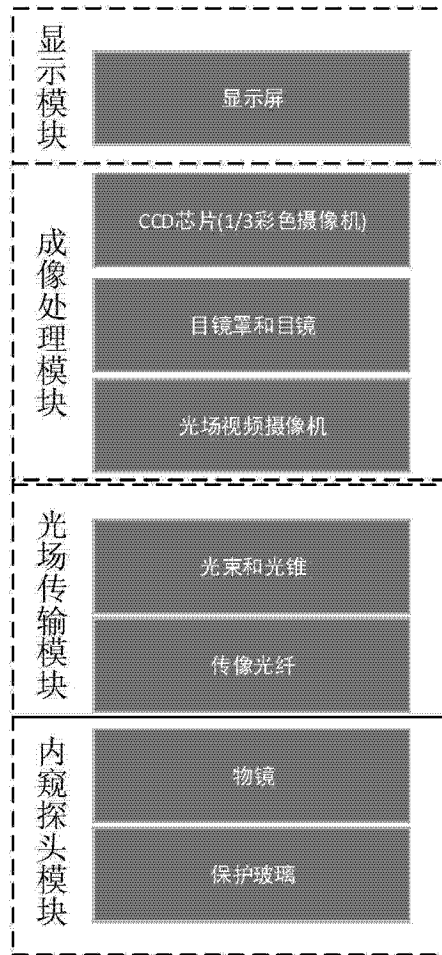 显示模块
显示屏
成像处理模块
CCD芯片(1/3彩色摄像机)
目镜罩和目镜
光场视频摄像机
光场传输模块
光束和光锥
传像光纤
内窥探头模块
物镜
保护玻璃